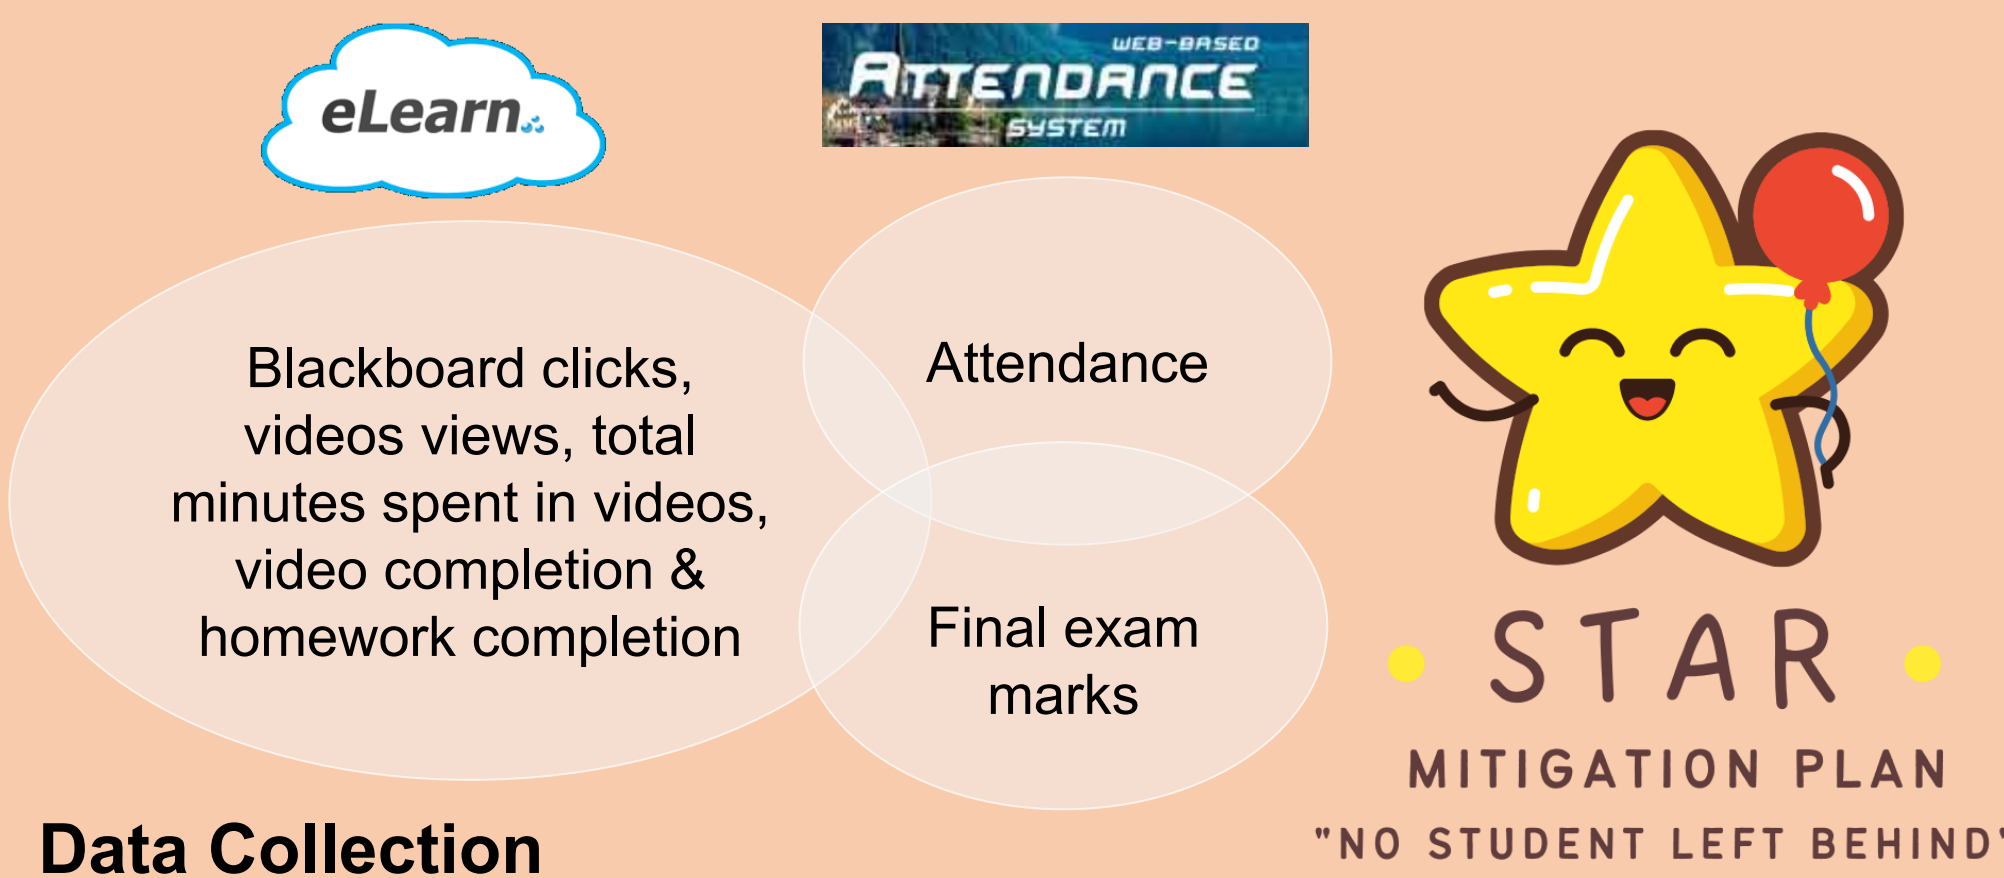 eLearn
WEB-BASED
ATTENDANCE
SYSTEM
Blackboard clicks,
videos views, total
minutes spent in videos,
video completion &
homework completion
Attendance
Final exam
marks
STAR
MITIGATION PLAN
"NO STUDENT LEFT BEHIND"
Data Collection